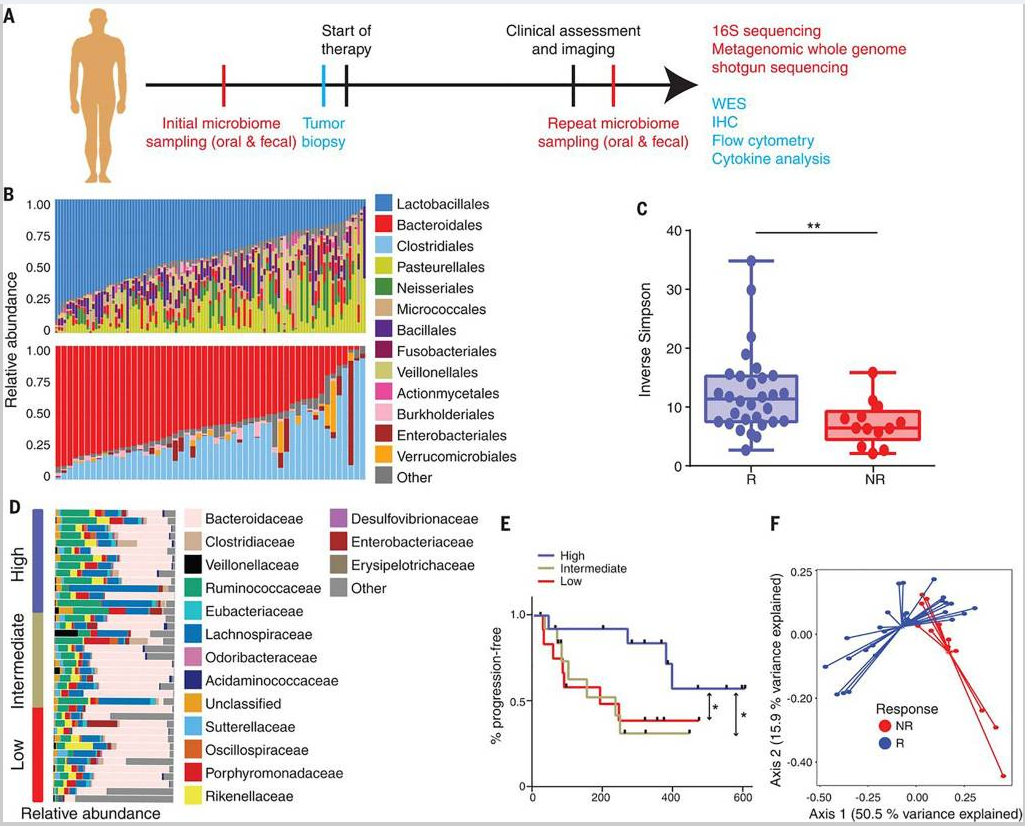 A
Start of
therapy
Clinical assessment
and imaging
Initial microbiome
sampling (oral & fecal)
Tumor
biopsy
Repeat microbiome
sampling (oral & fecal)
16S sequencing
Metagenomic whole genome
shotgun sequencing
WES
IHC
Flow cytometry
Cytokine analysis
B
Relative abundance
1.00
0.75
0.50
0.25
0
1.00
0.75
0.50
0.25
0
Lactobacillales
Bacteroidales
Clostridiales
Pasteurellales
Neisseriales
Micrococcales
Bacillales
Fusobacteriales
Veillonellales
Actionmycetales
Burkholderiales
Enterobacteriales
Verrucomicrobiales
Other
C
Inverse Simpson
40
30
20
10
0
**
R
NR
D
High
Intermediate
Low
Relative abundance
Bacteroidaceae
Clostridiaceae
Veillonellaceae
Ruminococcaceae
Eubacteriaceae
Lachnospiraceae
Odoribacteraceae
Acidaminococcaceae
Unclassified
Sutterellaceae
Oscillospiraceae
Porphyromonadaceae
Rikenellaceae
Desulfovibrionaceae
Enterobacteriaceae
Erysipelotrichaceae
Other
E
High
Intermediate
Low
% progression-free
1.0
0.5
0
*
*
0
200
400
600
F
Axis 2 (15.9 % variance explained)
0.25
0.00
-0.20
-0.40
Response
NR
R
-0.50
-0.25
0.00
0.25
Axis 1 (50.5 % variance explained)